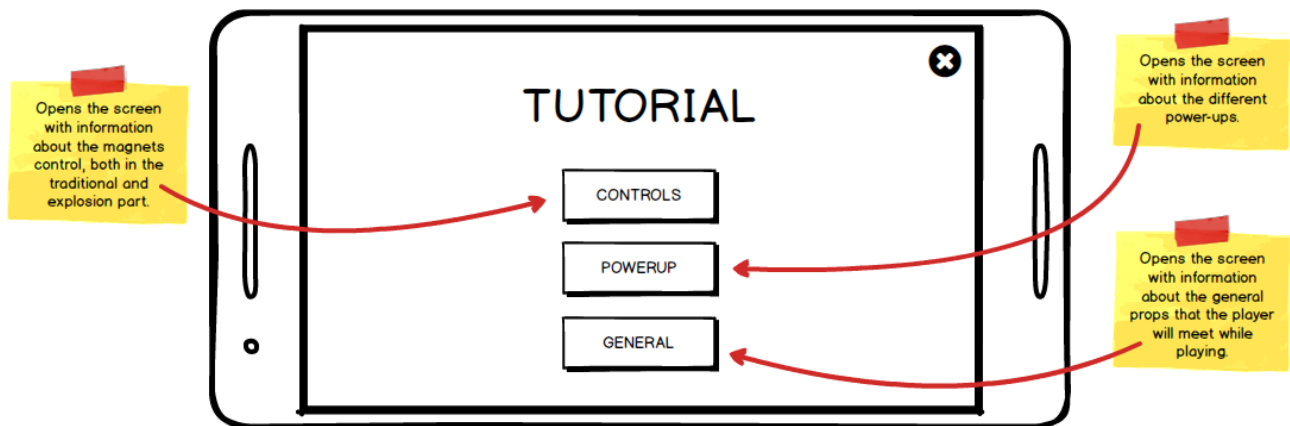 Opens the screen
with information
about the magnets
control, both in the
traditional and
explosion part.
TUTORIAL
CONTROLS
POWERUP
GENERAL
Opens the screen
with information
about the different
power-ups.
Opens the screen
with information
about the general
props that the player
will meet while
playing.